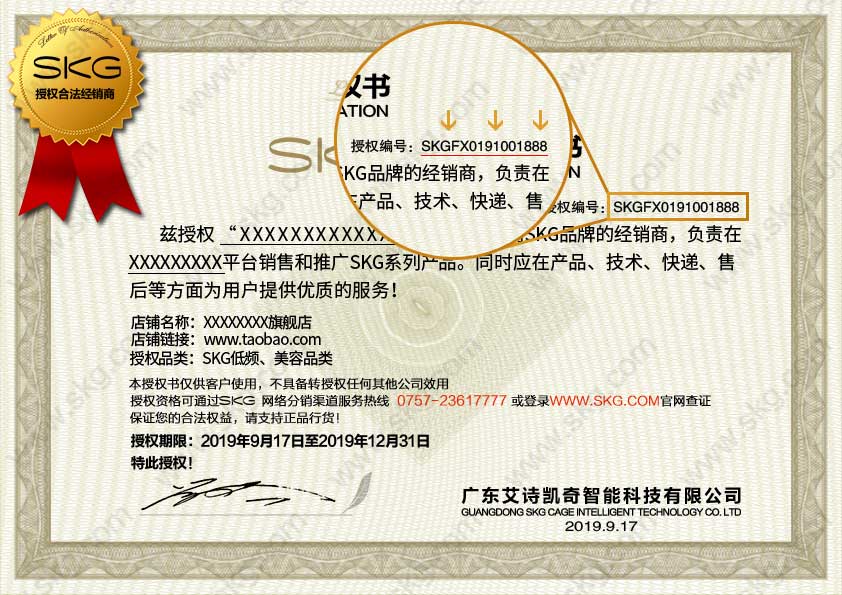 Letter Of Authorization
SKG
授权合法经销商
权书
ATION
授权编号：SKGFX0191001888
SKG品牌的经销商，负责在
产品、技术、快递、售
SK
书
N
授权编号：SKGFX0191001888
兹授权“XXXXXXXXXXXX
SKG品牌的经销商，负责在
XXXXXXXXX平台销售和推广SKG系列产品。同时应在产品、技术、快递、售
后等方面为用户提供优质的服务！
店铺名称：XXXXXXXX旗舰店
店铺链接：www.taobao.com
授权品类：SKG低频、美容品类
本授权书仅供客户使用，不具备转授权任何其他公司效用
授权资格可通过SKG 网络分销渠道服务热线 0757-23617777 或登录WWW.SKG.COM官网查证
保证您的合法权益，请支持正品行货！
授权期限：2019年9月17日至2019年12月31日
特此授权！
广东艾诗凯奇智能科技有限公司
GUANGDONG SKG CAGE INTELLIGENT TECHNOLOGY CO. LTD
2019.9.17
www.skg.com